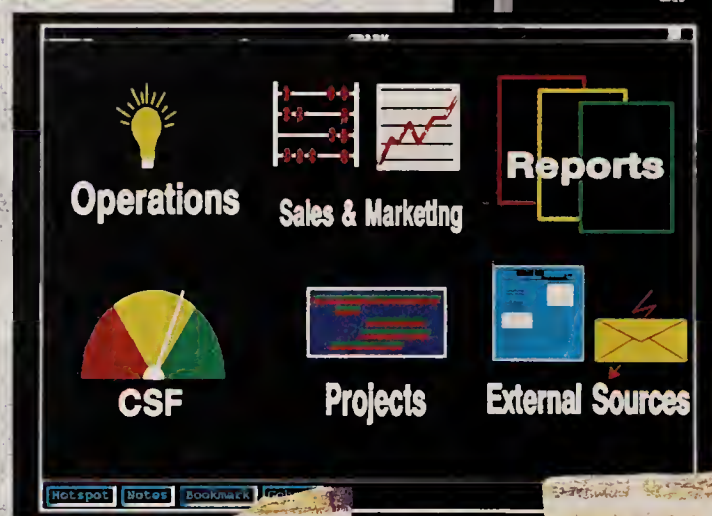 Operations
Sales & Marketing
Reports
CSF
Projects
External Sources
Hotspot Notes Bookmark